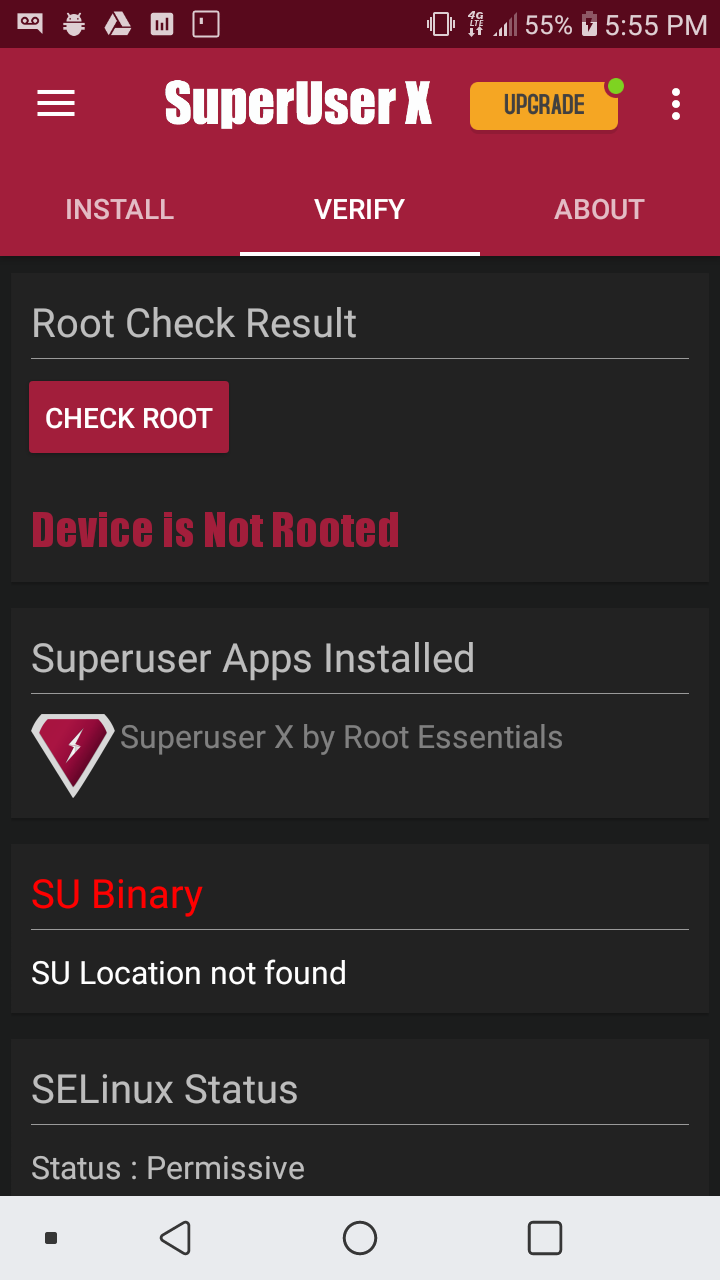 4G LTE 55% 5:55 PM
SuperUser X UPGRADE
INSTALL VERIFY ABOUT
Root Check Result
CHECK ROOT
Device is Not Rooted
Superuser Apps Installed
Superuser X by Root Essentials
SU Binary
SU Location not found
SELinux Status
Status : Permissive